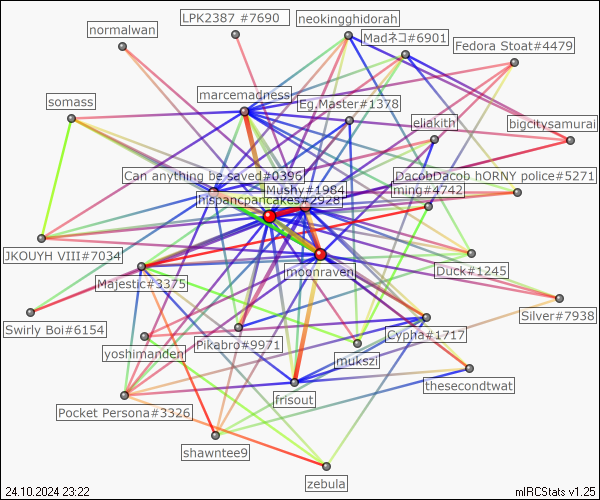 LPK2387 #7690
neokingghidorah
normalwan
Madネコ#6901
Fedora Stoat#4479
marcemadness
somass
Eg.Master#1378
eliakith
bigcitysamurai
Can anything be saved#0396
DacobDacob hORNY police#5271
Mushy#1984
ming#4742
hispancpancakes#2928
JKOUYH VIII#7034
moonraven
Duck#1245
Majestic#3375
Silver#7938
Swirly Boi#6154
Cypha#1717
Pikabro#9971
yoshimanden
mukszi
thesecondtwat
frisout
Pocket Persona#3326
shawntee9
zebula
24.10.2024 23:22
mIRCStats v1.25